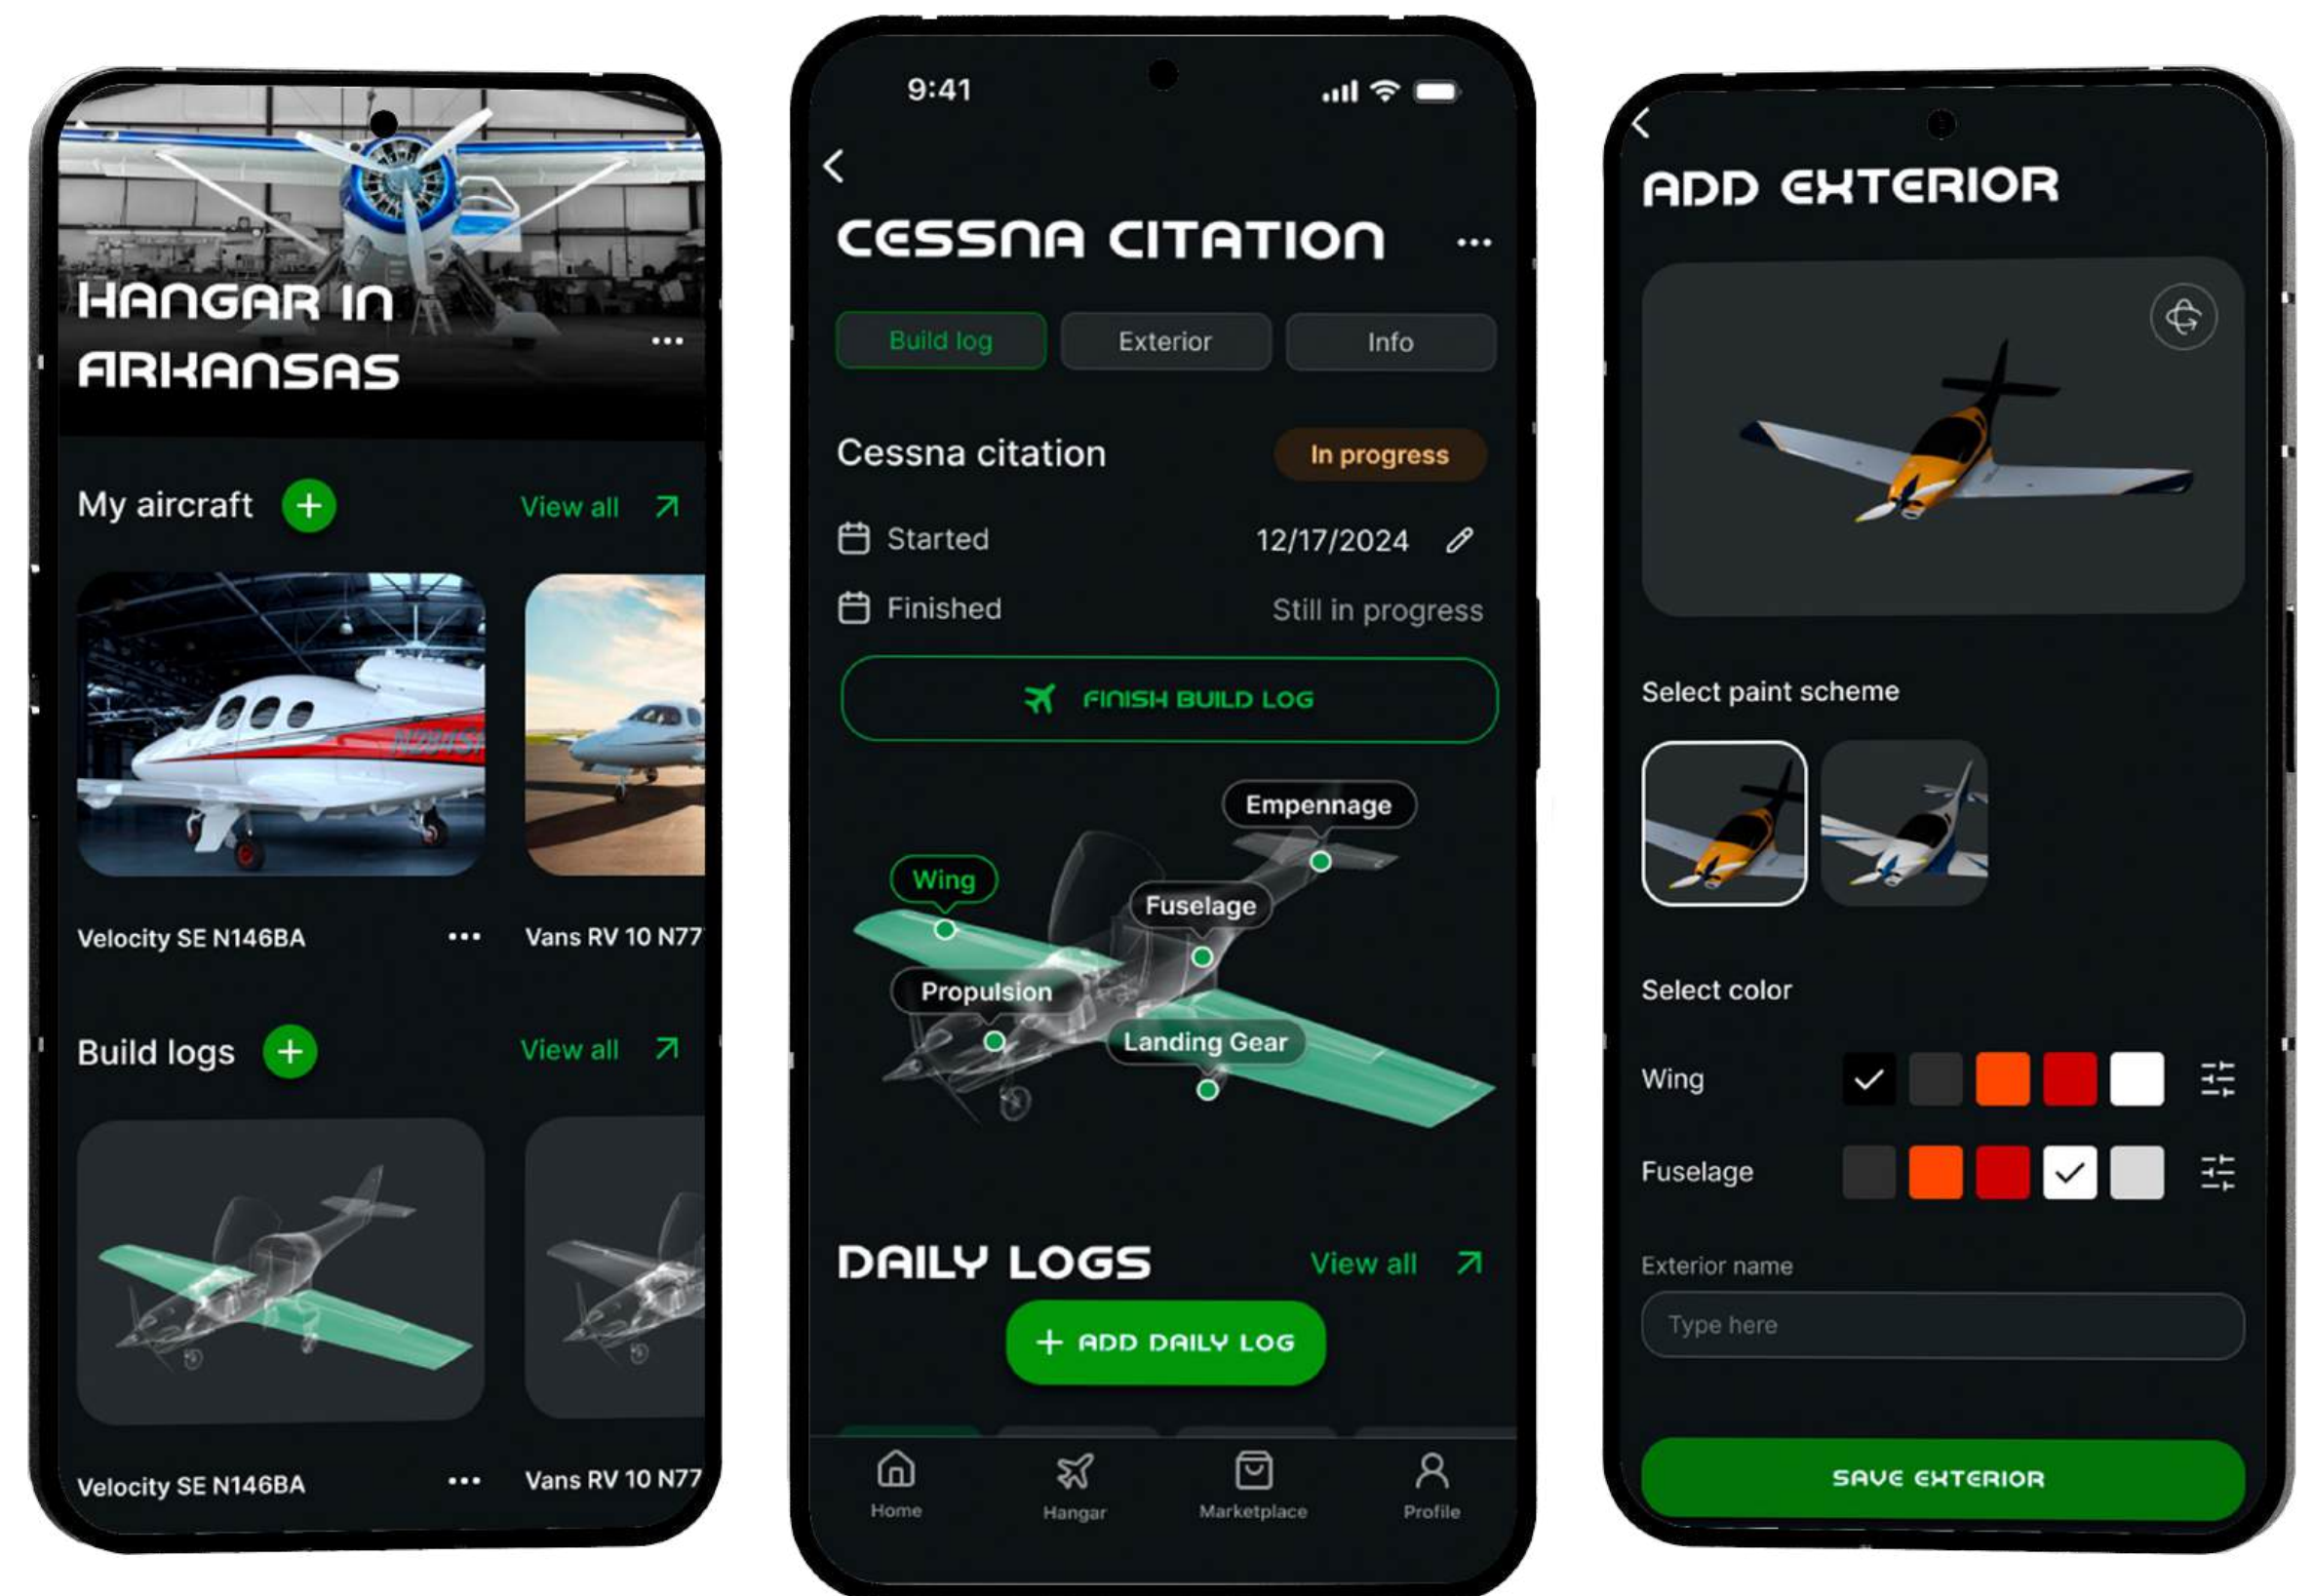 HANGAR IN
ARKANSAS
My aircraft
View all
N284SF
Velocity SE N146BA
Vans RV 10 N77
Build logs
View all
Velocity SE N146BA
Vans RV 10 N77
9:41
CESSNA CITATION
Build log
Exterior
Info
Cessna citation
In progress
Started
12/17/2024
Finished
Still in progress
FINISH BUILD LOG
Empennage
Wing
Fuselage
Propulsion
Landing Gear
DAILY LOGS
View all
+ ADD DAILY LOG
Home
Hangar
Marketplace
Profile
ADD EXTERIOR
Select paint scheme
Select color
Wing
Fuselage
Exterior name
Type here
SAVE EXTERIOR